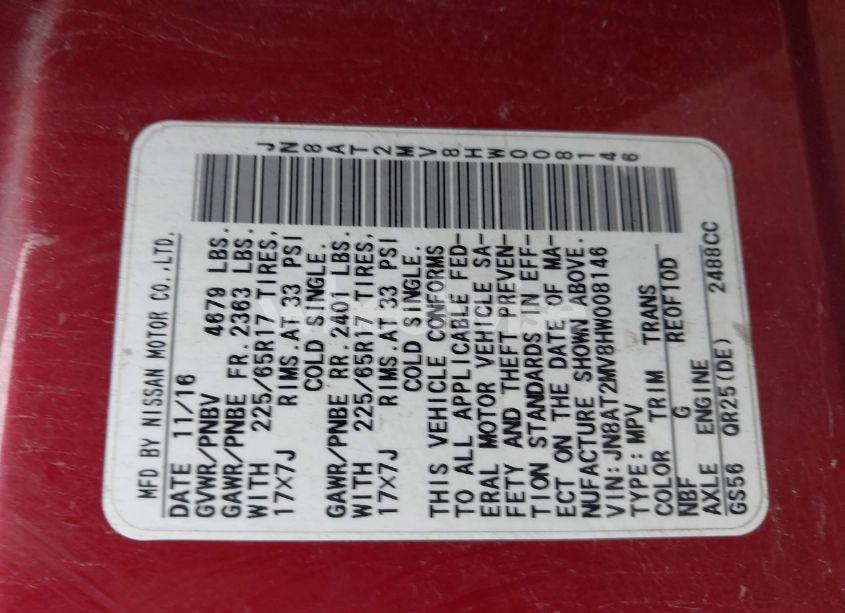 MFD BY NISSAN MOTOR CO.,LTD.
DATE 11/16
GVWR/PNBV 4679 LBS.
GAWR/PNBE FR. 2363 LBS.
WITH 225/65R17 TIRES,
17X7J RIMS.AT 33 PSI
COLD SINGLE.
GAWR/PNBE RR. 2401 LBS.
WITH 225/65R17 TIRES,
17X7J RIMS.AT 33 PSI
COLD SINGLE.
THIS VEHICLE CONFORMS
TO ALL APPLICABLE FED-
ERAL MOTOR VEHICLE SA-
FETY AND THEFT PREVEN-
TION STANDARDS IN EFF-
ECT ON THE DATE OF MA-
NUFACTURE SHOWN ABOVE.
VIN: JN8AT2MV8HW008146
TYPE: MPV
COLOR TRIM TRANS
NBF G RE0F10D
AXLE ENGINE
GS56 QR25(DE) 2488CC
JN8AT2MV8HW008146